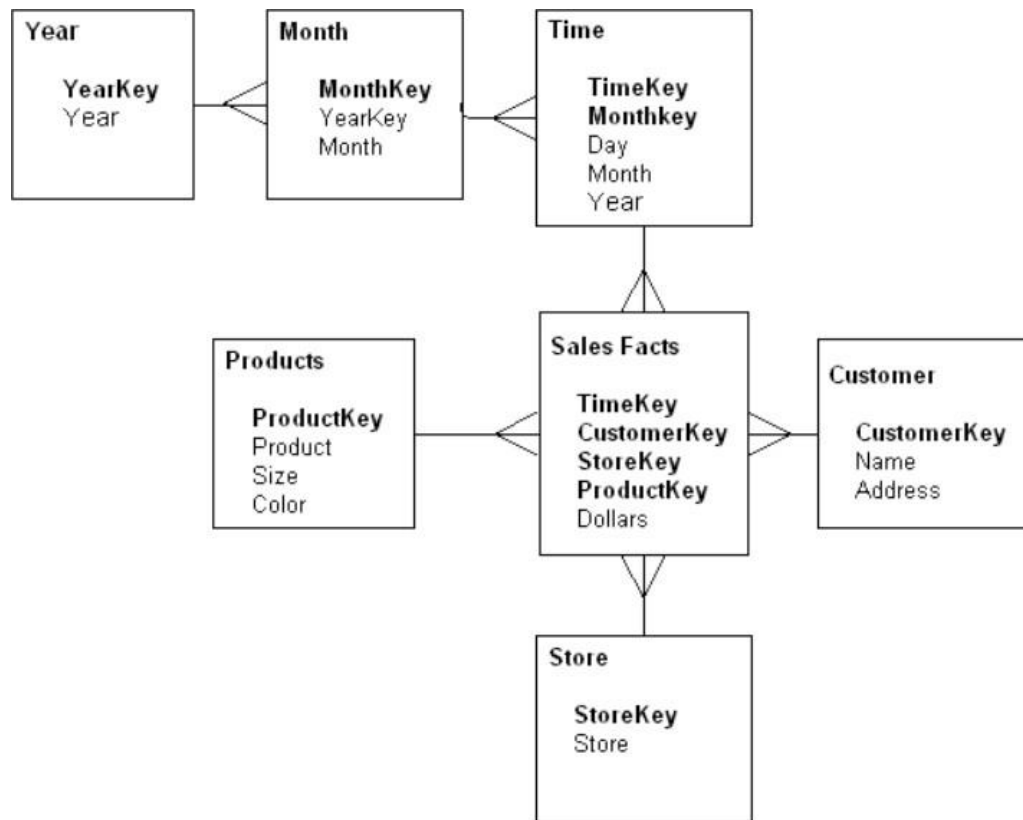 Year
YearKey
Year
Month
MonthKey
YearKey
Month
Time
TimeKey
Monthkey
Day
Month
Year
Products
ProductKey
Product
Size
Color
Sales Facts
TimeKey
CustomerKey
StoreKey
ProductKey
Dollars
Customer
CustomerKey
Name
Address
Store
StoreKey
Store